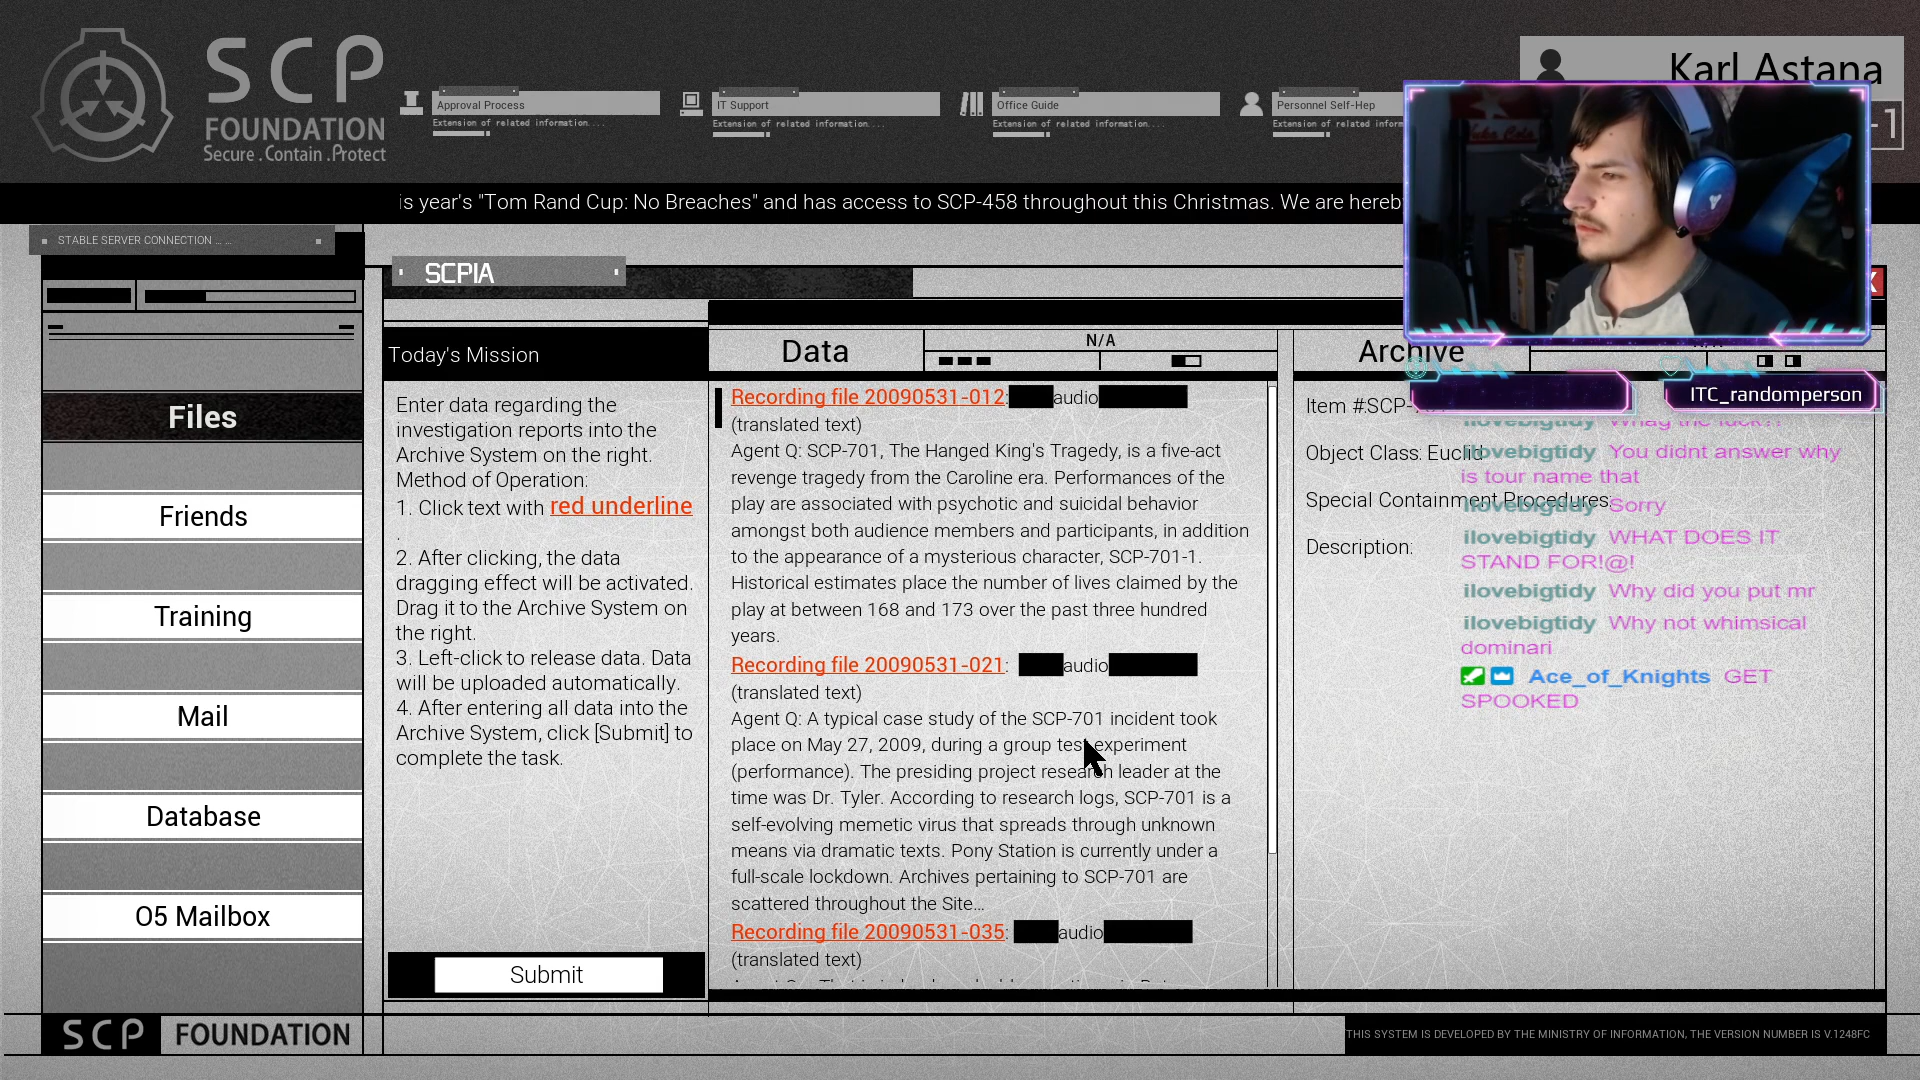 SCP
FOUNDATION
Secure . Contain . Protect
Approval Process
Extension of related information....
IT Support
Extension of related information....
Office Guide
Extension of related information....
Personnel Self-Hep
Extension of related infor
Karl Astana
-1
is year's "Tom Rand Cup: No Breaches" and has access to SCP-458 throughout this Christmas. We are hereb
STABLE SERVER CONNECTION ... ...
SCPIA
X
Files
Friends
Training
Mail
Database
O5 Mailbox
Today's Mission
Enter data regarding the
investigation reports into the
Archive System on the right.
Method of Operation:
1. Click text with red underline
.
2. After clicking, the data
dragging effect will be activated.
Drag it to the Archive System on
the right.
3. Left-click to release data. Data
will be uploaded automatically.
4. After entering all data into the
Archive System, click [Submit] to
complete the task.
Submit
Data
N/A
Recording file 20090531-012: audio
(translated text)
Agent Q: SCP-701, The Hanged King's Tragedy, is a five-act
revenge tragedy from the Caroline era. Performances of the
play are associated with psychotic and suicidal behavior
amongst both audience members and participants, in addition
to the appearance of a mysterious character, SCP-701-1.
Historical estimates place the number of lives claimed by the
play at between 168 and 173 over the past three hundred
years.
Recording file 20090531-021: audio
(translated text)
Agent Q: A typical case study of the SCP-701 incident took
place on May 27, 2009, during a group test experiment
(performance). The presiding project research leader at the
time was Dr. Tyler. According to research logs, SCP-701 is a
self-evolving memetic virus that spreads through unknown
means via dramatic texts. Pony Station is currently under a
full-scale lockdown. Archives pertaining to SCP-701 are
scattered throughout the Site...
Recording file 20090531-035: audio
(translated text)
Archive
Item #:SCP-
Object Class: Euclid
Special Containment Procedures:
Description:
ITC_randomperson
ilovebigtidy Whag the fuck??
ilovebigtidy You didnt answer why
is tour name that
ilovebigtidy Sorry
ilovebigtidy WHAT DOES IT
STAND FOR!@!
ilovebigtidy Why did you put mr
ilovebigtidy Why not whimsical
dominari
Ace_of_Knights GET
SPOOKED
SCP FOUNDATION
THIS SYSTEM IS DEVELOPED BY THE MINISTRY OF INFORMATION, THE VERSION NUMBER IS V.1248FC